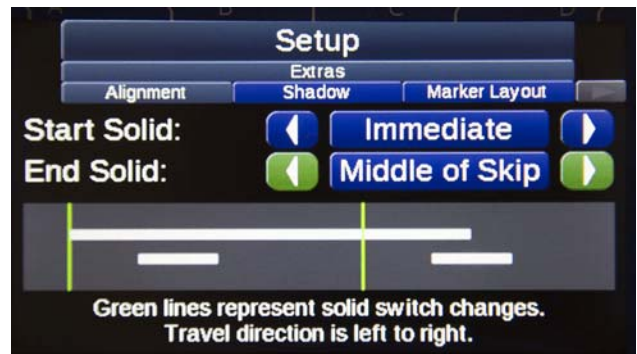 Setup
Extras
Alignment Shadow Marker Layout
Start Solid: Immediate
End Solid: Middle of Skip
Green lines represent solid switch changes.
Travel direction is left to right.